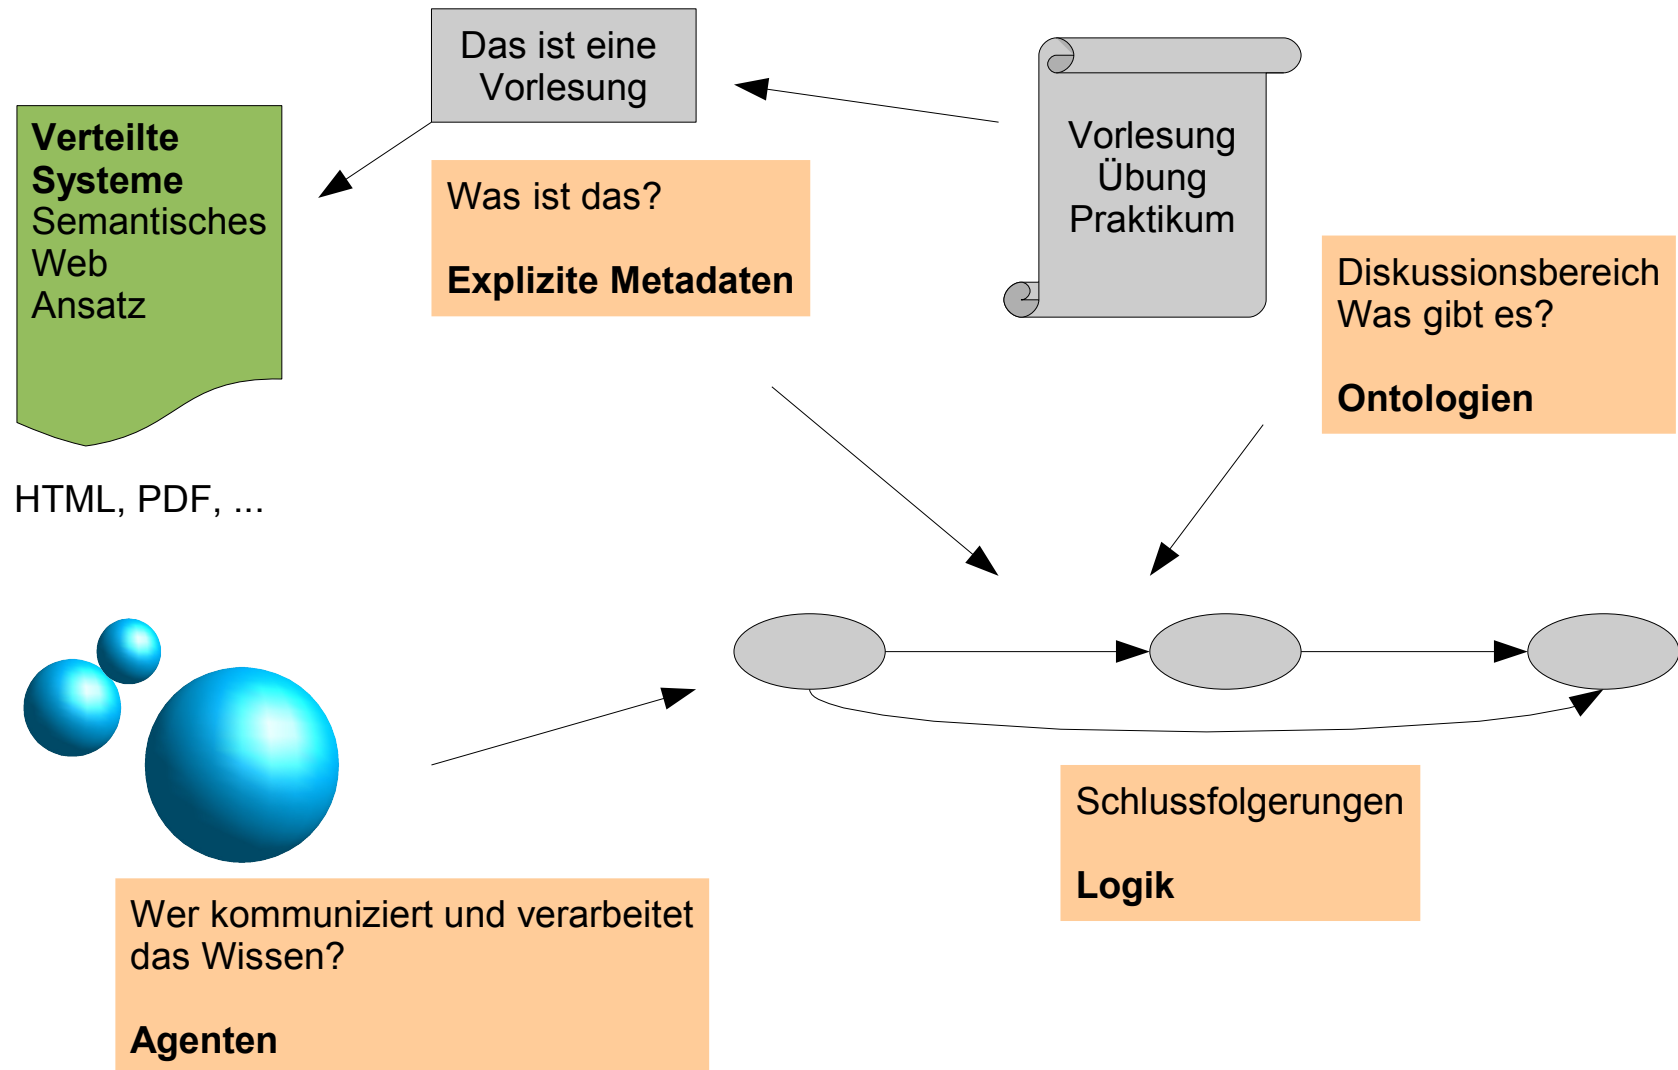 Das ist eine
Vorlesung
Verteilte
Systeme
Semantisches
Web
Ansatz
HTML, PDF, ...
Was ist das?
Explizite Metadaten
Vorlesung
Übung
Praktikum
Diskussionsbereich
Was gibt es?
Ontologien
Schlussfolgerungen
Logik
Wer kommuniziert und verarbeitet
das Wissen?
Agenten